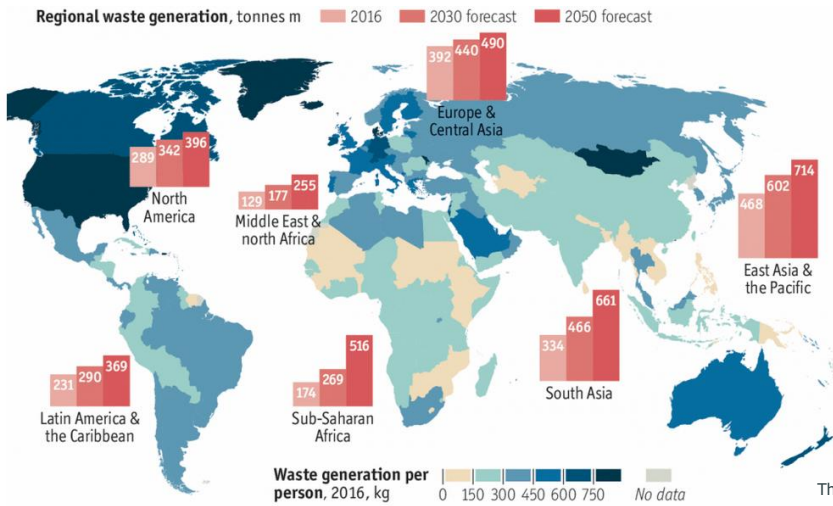 Regional waste generation, tonnes m 2016 2030 forecast 2050 forecast
392 440 490
Europe &
Central Asia
289 342 396
North
America
129 177 255
Middle East &
north Africa
468 602 714
East Asia &
the Pacific
334 466 661
South Asia
174 269 516
Sub-Saharan
Africa
231 290 369
Latin America &
the Caribbean
Waste generation per
person, 2016, kg
0 150 300 450 600 750 No data
Th